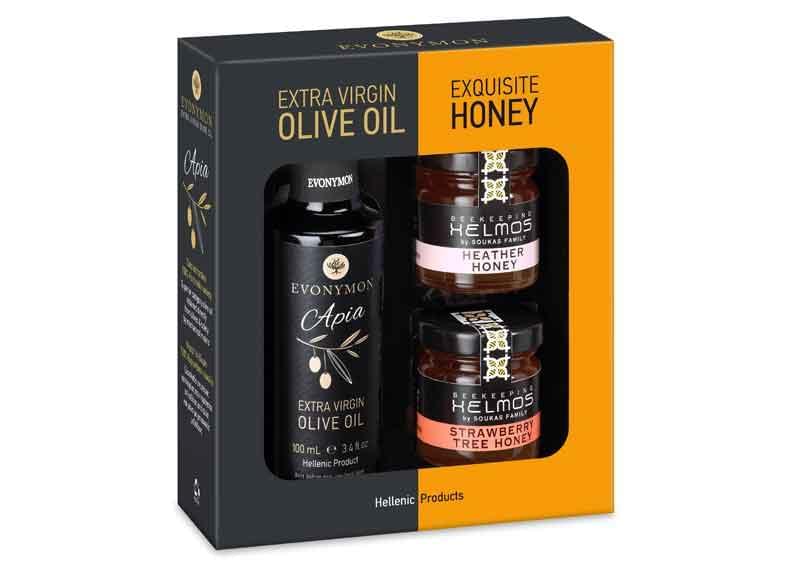 EVONYMON
EXTRA VIRGIN
OLIVE OIL
EXQUISITE
HONEY
EVONYMON
Apia
EVONYMON
EVONYMON
Apia
EXTRA VIRGIN
OLIVE OIL
100 mL e 3.4 fl.oz
Hellenic Product
BEEKEEPING
HELMOS
by SOUKAS FAMILY
HEATHER
HONEY
BEEKEEPING
HELMOS
by SOUKAS FAMILY
STRAWBERRY
TREE HONEY
Hellenic Products